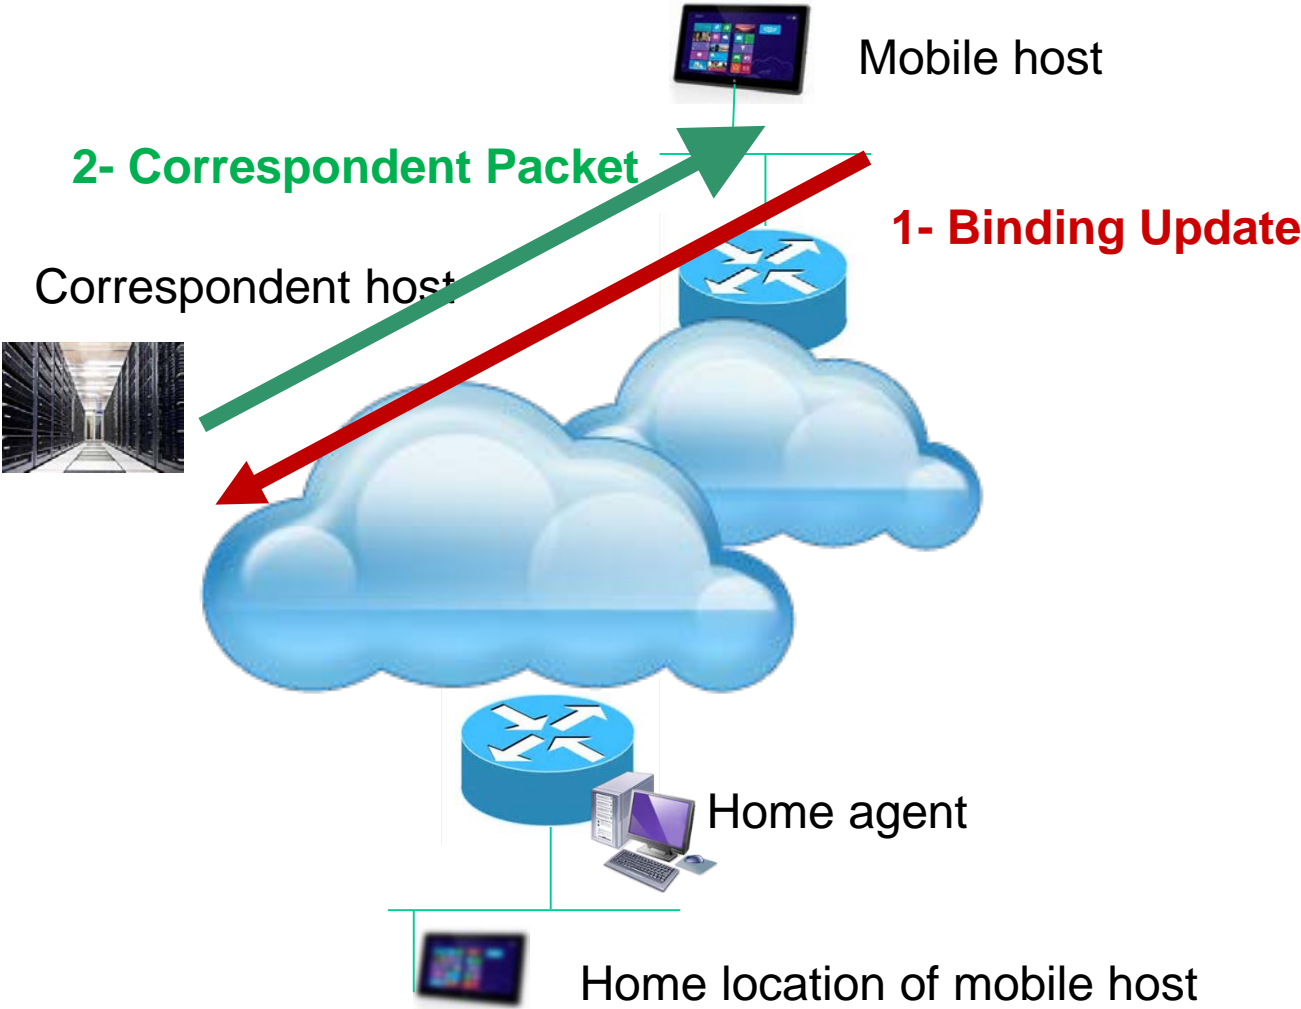 Mobile host
2- Correspondent Packet
1- Binding Update
Correspondent host
Home agent
Home location of mobile host